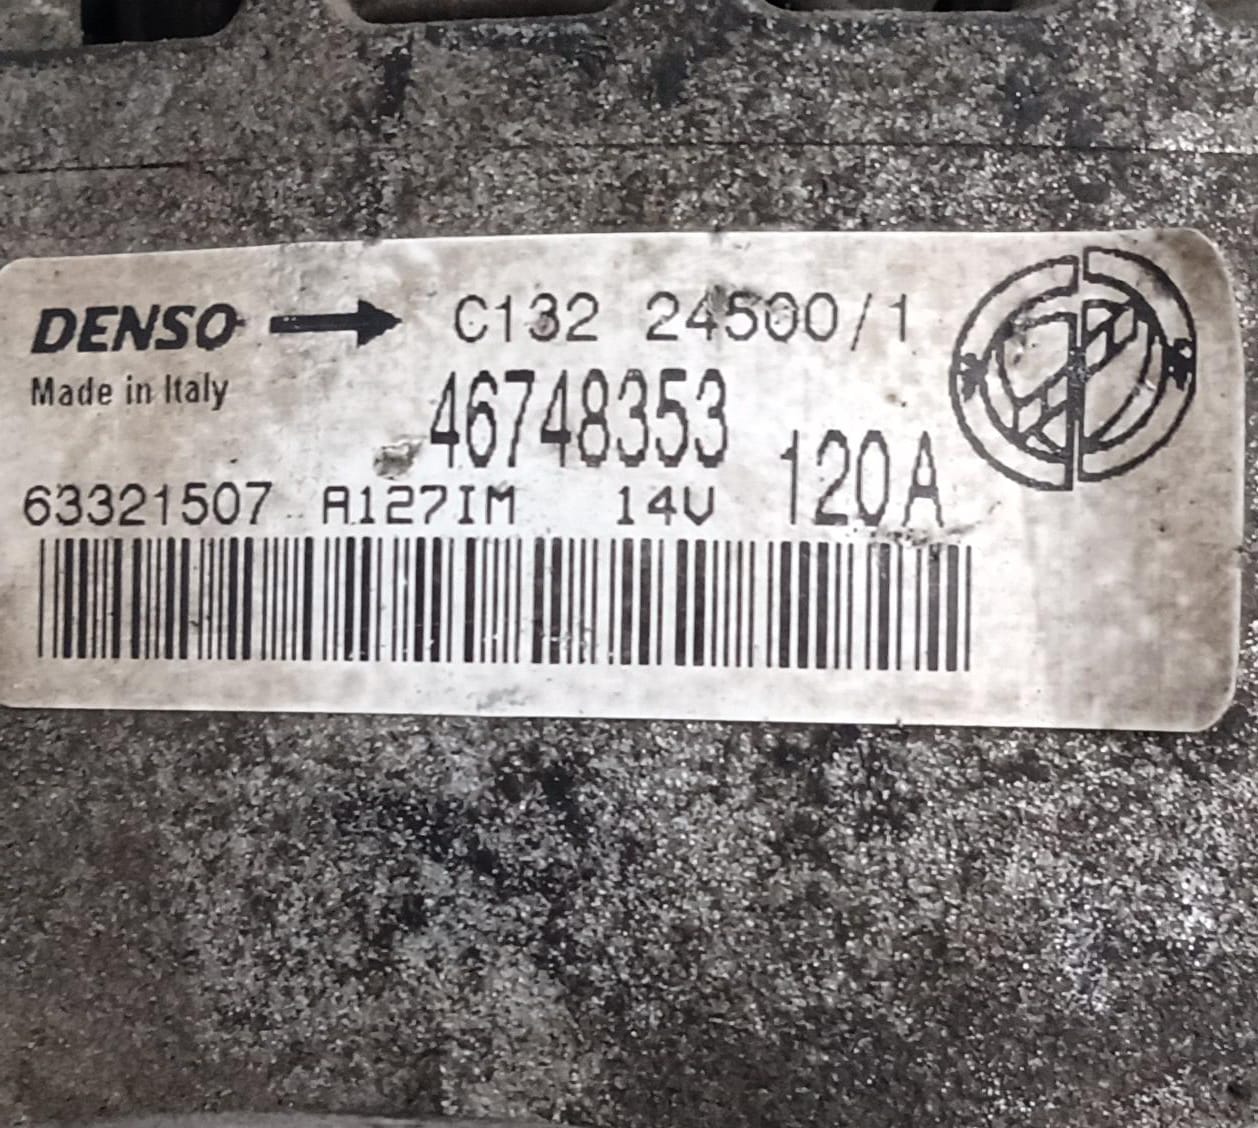 DENSO → C132 24500/1
Made in Italy
46748353
120A
63321507 A127IM 14V